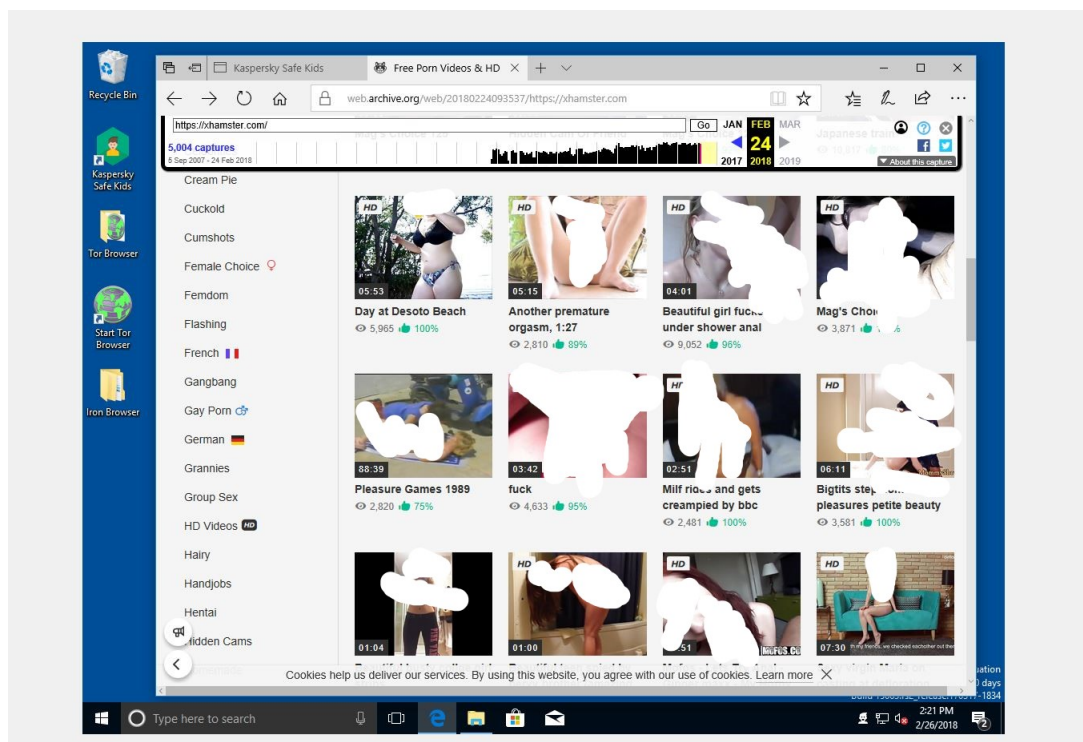 Recycle Bin
Kaspersky Safe Kids
Tor Browser
Start Tor Browser
Iron Browser
Kaspersky Safe Kids
Free Porn Videos & HD
web.archive.org/web/20180224093537/https://xhamster.com
https://xhamster.com/
Go
JAN FEB MAR
24
2017 2018 2019
5,004 captures
5 Sep 2007 - 24 Feb 2018
About this capture
Cream Pie
Cuckold
Cumshots
Female Choice
Femdom
Flashing
French
Gangbang
Gay Porn
German
Grannies
Group Sex
HD Videos HD
Hairy
Handjobs
Hentai
Hidden Cams
HD
05:53
Day at Desoto Beach
5,965 100%
HD
05:15
Another premature
orgasm, 1:27
2,810 89%
HD
04:01
Beautiful girl fucks
under shower anal
9,052 96%
HD
Mag's
3,871
88:39
Pleasure Games 1989
2,820 75%
03:42
fuck
4,633 95%
02:51
Milf rides and gets
creampied by bbc
2,481 100%
HD
06:11
Bigtits
pleasures petite beauty
3,581 100%
01:04
HD
01:00
HD
MOFOS.CO
HD
07:30
Cookies help us deliver our services. By using this website, you agree with our use of cookies. Learn more
Type here to search
2:21 PM
2/26/2018
2